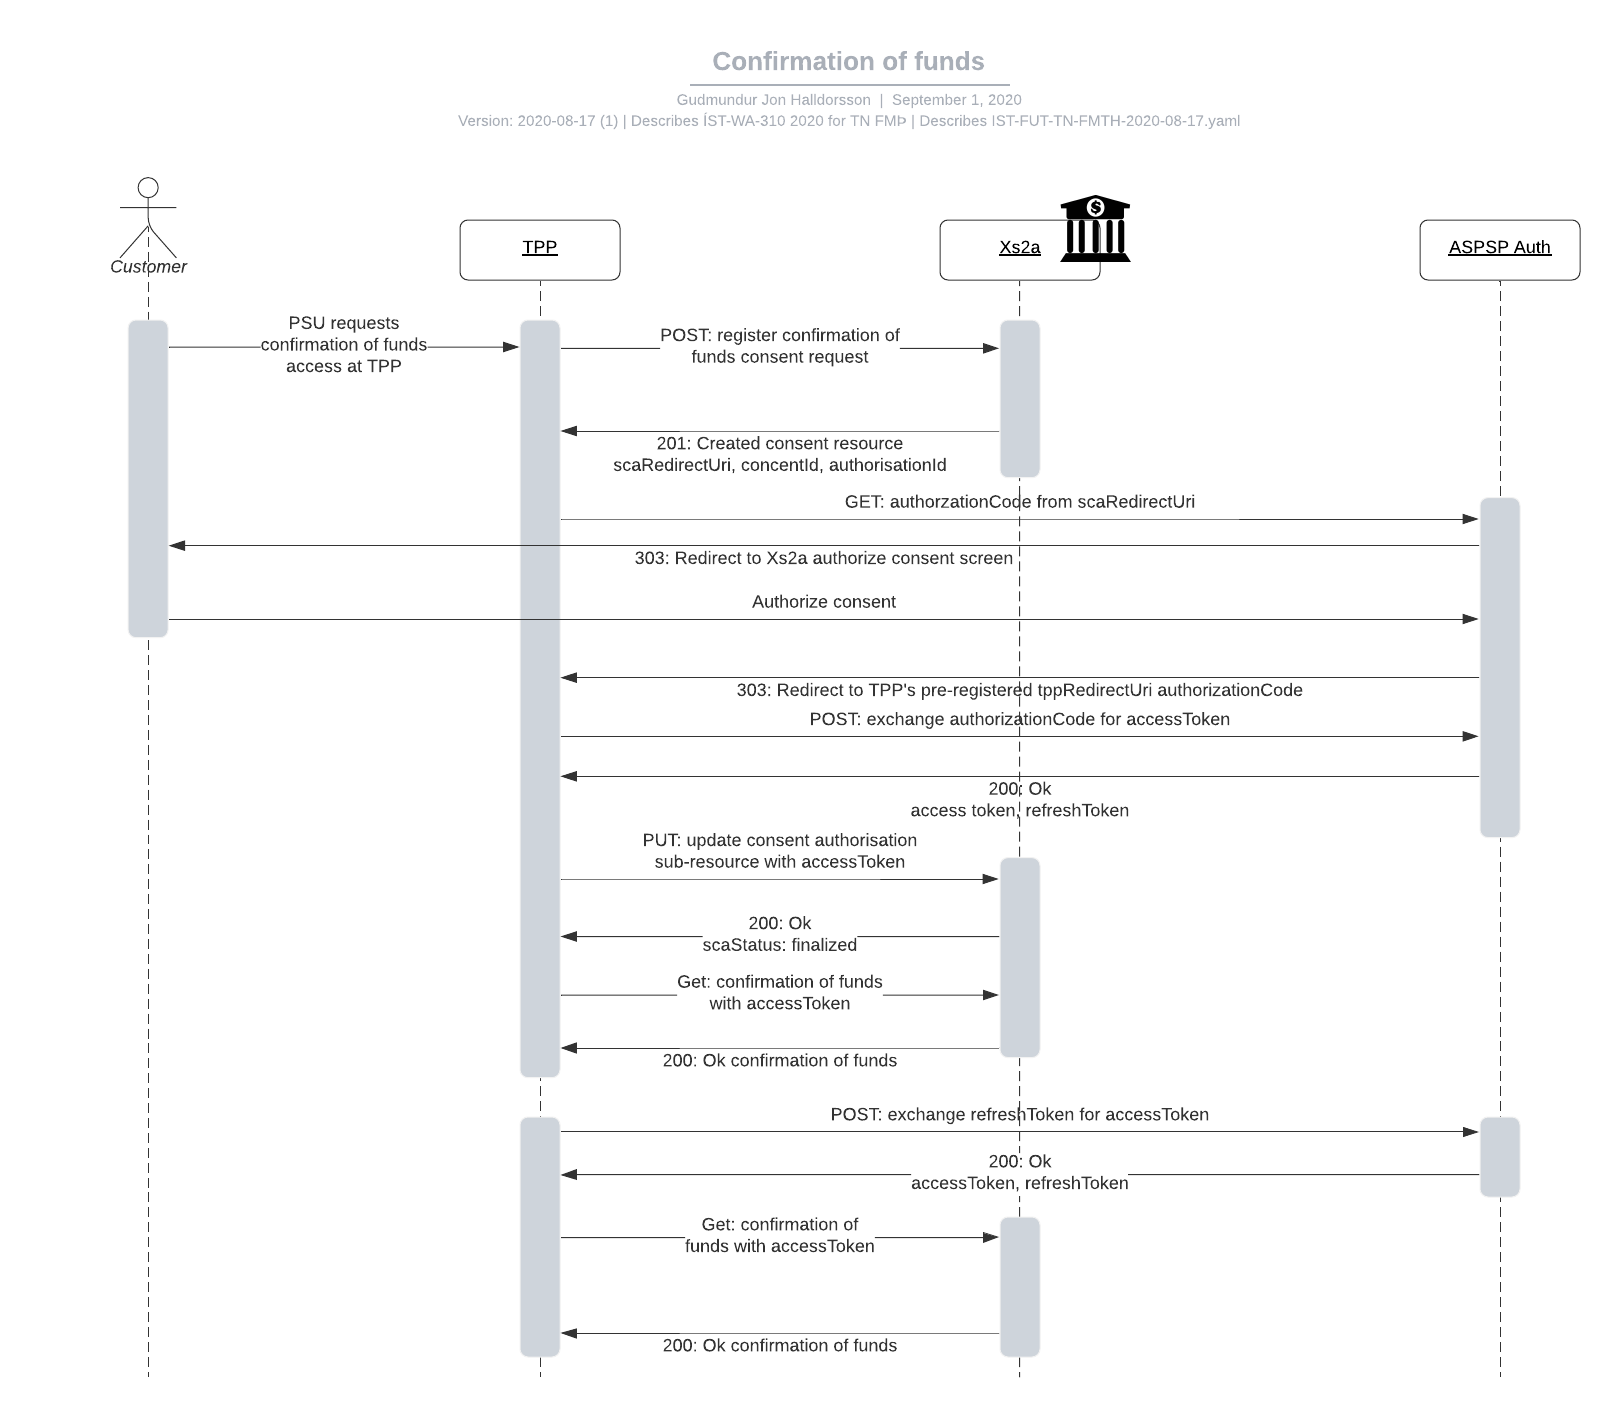 Confirmation of funds
Gudmundur Jon Halldorsson | September 1, 2020
Version: 2020-08-17 (1) | Describes ÍST-WA-310 2020 for TN FMÞ | Describes IST-FUT-TN-FMTH-2020-08-17.yaml
$
Customer
TPP
Xs2a
ASPSP Auth
PSU requests
confirmation of funds
access at TPP
POST: register confirmation of
funds consent request
201: Created consent resource
scaRedirectUri, concentId, authorisationId
GET: authorzationCode from scaRedirectUri
303: Redirect to Xs2a authorize consent screen
Authorize consent
303: Redirect to TPP's pre-registered tppRedirectUri authorizationCode
POST: exchange authorizationCode for accessToken
200: Ok
access token, refreshToken
PUT: update consent authorisation
sub-resource with accessToken
200: Ok
scaStatus: finalized
Get: confirmation of funds
with accessToken
200: Ok confirmation of funds
POST: exchange refreshToken for accessToken
200: Ok
accessToken, refreshToken
Get: confirmation of
funds with accessToken
200: Ok confirmation of funds